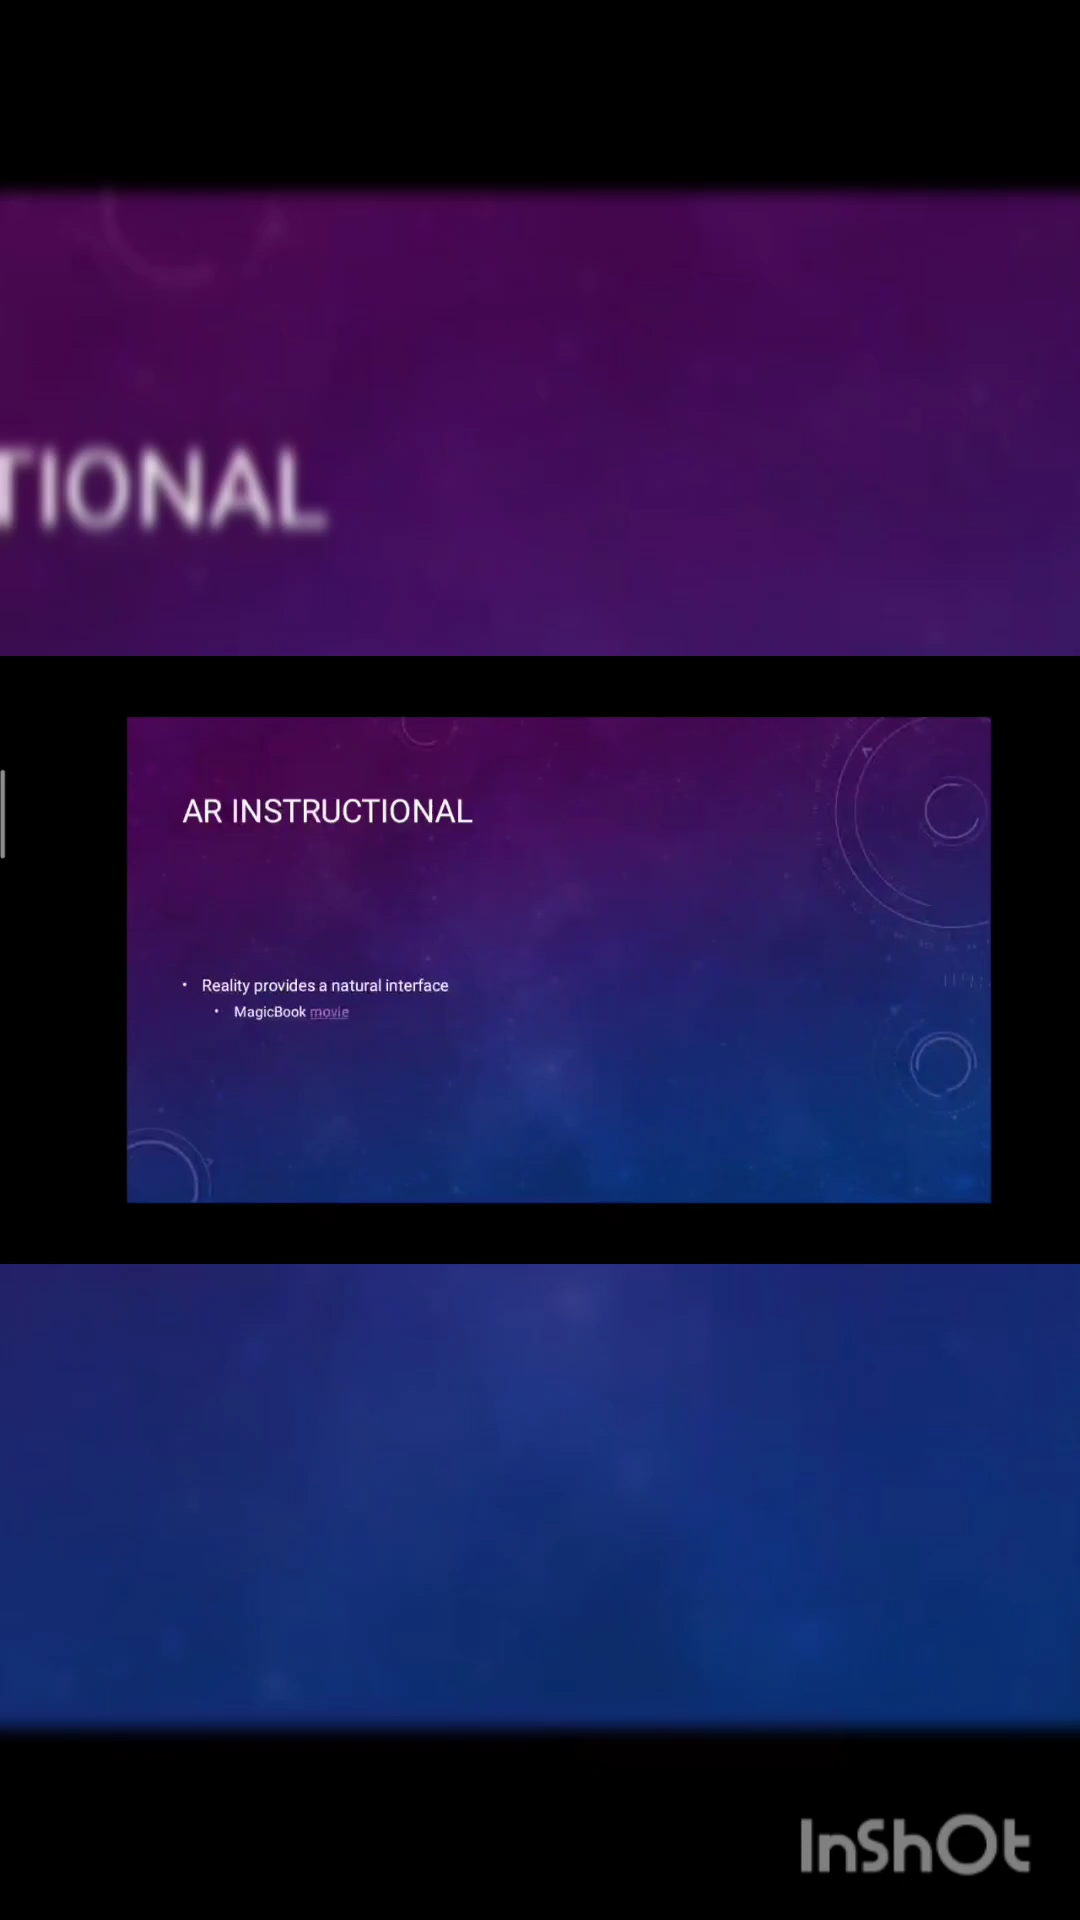 TIONAL
AR INSTRUCTIONAL
• Reality provides a natural interface
• MagicBook movie
InShOt